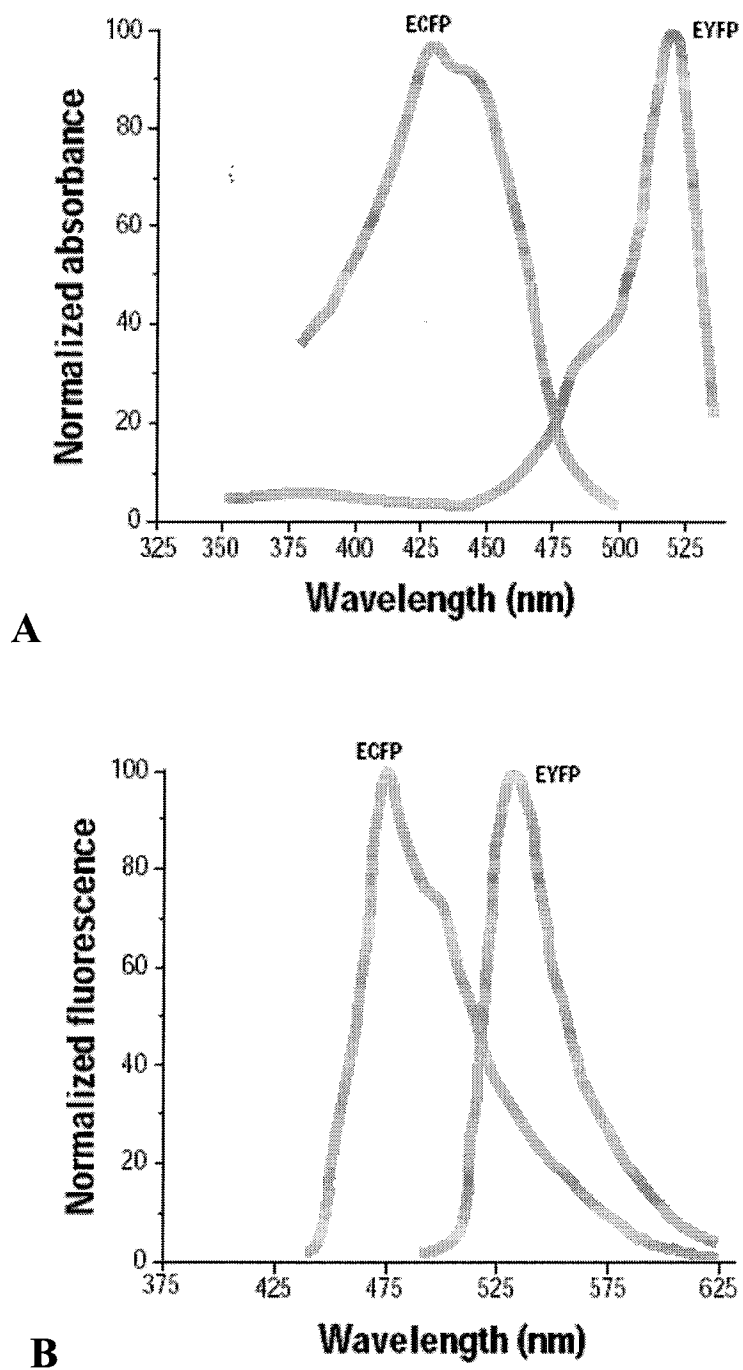 ECFP EYFP
100
80
60
40
20
0
Normalized absorbance
325 350 375 400 425 450 475 500 525
Wavelength (nm)
A
ECFP
EYFP
100
80
60
40
20
0
Normalized fluorescence
375 425 475 525 575 625
Wavelength (nm)
B